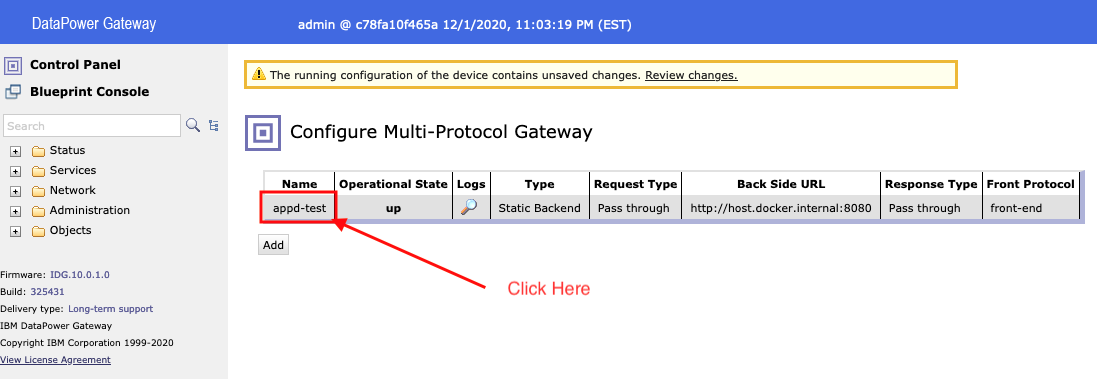 DataPower Gateway
admin @ c78fa10f465a 12/1/2020, 11:03:19 PM (EST)
Control Panel
Blueprint Console
Search
Status
Services
Network
Administration
Objects
Firmware: IDG.10.0.1.0
Build: 325431
Delivery type: Long-term support
IBM DataPower Gateway
Copyright IBM Corporation 1999-2020
View License Agreement
The running configuration of the device contains unsaved changes. Review changes.
Configure Multi-Protocol Gateway
Name Operational State Logs Type Request Type Back Side URL Response Type Front Protocol
appd-test up Static Backend Pass through http://host.docker.internal:8080 Pass through front-end
Add
Click Here